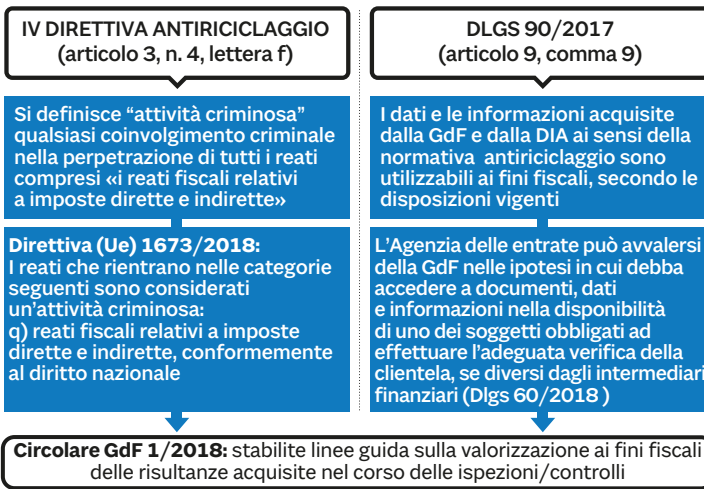 IV DIRETTIVA ANTIRICICLAGGIO
(articolo 3, n. 4, lettera f)
Si definisce “attività criminosa”
qualsiasi coinvolgimento criminale
nella perpetrazione di tutti i reati
compresi «i reati fiscali relativi
a imposte dirette e indirette»
Direttiva (Ue) 1673/2018:
I reati che rientrano nelle categorie
seguenti sono considerati
un’attività criminosa:
q) reati fiscali relativi a imposte
dirette e indirette, conformemente
al diritto nazionale
DLGS 90/2017
(articolo 9, comma 9)
I dati e le informazioni acquisite
dalla GdF e dalla DIA ai sensi della
normativa antiriciclaggio sono
utilizzabili ai fini fiscali, secondo le
disposizioni vigenti
L’Agenzia delle entrate può avvalersi
della GdF nelle ipotesi in cui debba
accedere a documenti, dati
e informazioni nella disponibilità
di uno dei soggetti obbligati ad
effettuare l’adeguata verifica della
clientela, se diversi dagli intermediari
finanziari (Dlgs 60/2018 )
Circolare GdF 1/2018: stabilite linee guida sulla valorizzazione ai fini fiscali
delle risultanze acquisite nel corso delle ispezioni/controlli